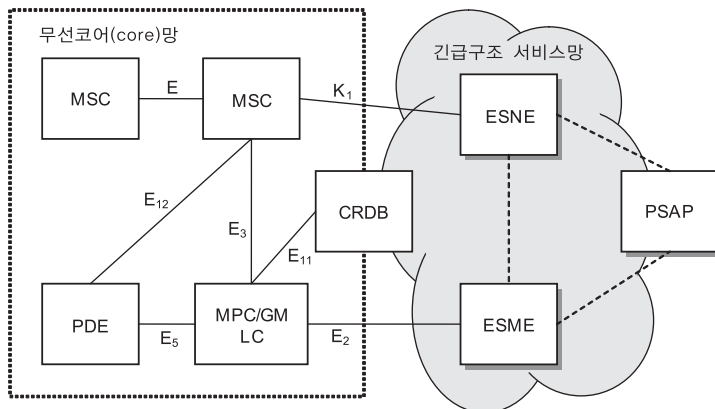 무선코어(core)망
긴급구조 서비스망
MSC
E
MSC
K1
ESNE
E12
E3
E11
CRDB
PSAP
PDE
E5
MPC/GM
LC
E2
ESME